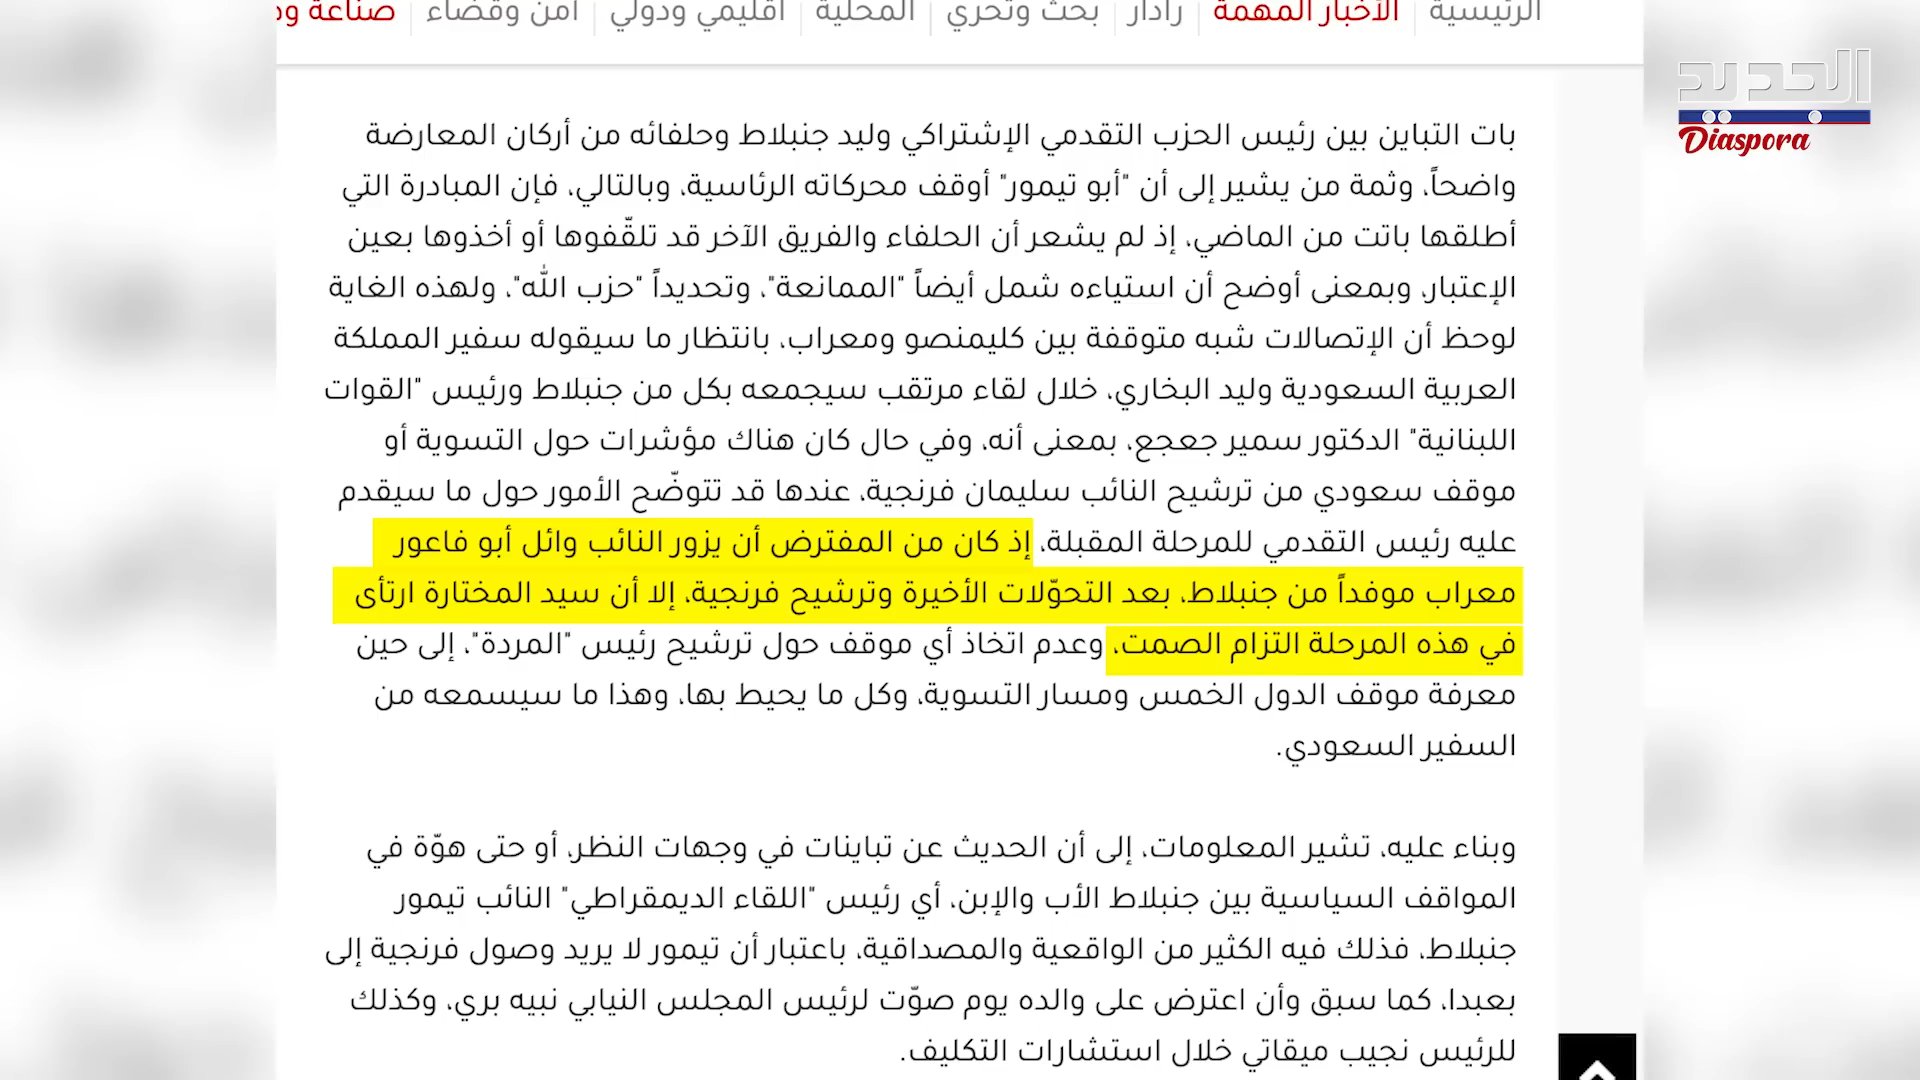 الرئيسية
الأخبار المهمة
رادار
بحث وتحري
المحلية
اقليمي ودولي
امن وقضاء
صناعة
الجديد
Diaspora
بات التباين بين رئيس الحزب التقدمي الإشتراكي وليد جنبلاط وحلفائه من أركان المعارضة
واضحاً، وثمة من يشير إلى أن "أبو تيمور" أوقف محركاته الرئاسية، وبالتالي، فإن المبادرة التي
أطلقها باتت من الماضي، إذ لم يشعر أن الحلفاء والفريق الآخر قد تلقّفوها أو أخذوها بعين
الإعتبار، وبمعنى أوضح أن استياءه شمل أيضاً "الممانعة"، وتحديداً "حزب الله"، ولهذه الغاية
لوحظ أن الإتصالات شبه متوقفة بين كليمنصو ومعراب، بانتظار ما سيقوله سفير المملكة
العربية السعودية وليد البخاري، خلال لقاء مرتقب سيجمعه بكل من جنبلاط ورئيس "القوات
اللبنانية" الدكتور سمير جعجع، بمعنى أنه، وفي حال كان هناك مؤشرات حول التسوية أو
موقف سعودي من ترشيح النائب سليمان فرنجية، عندها قد تتوضّح الأمور حول ما سيقدم
عليه رئيس التقدمي للمرحلة المقبلة، إذ كان من المفترض أن يزور النائب وائل أبو فاعور
معراب موفداً من جنبلاط، بعد التحوّلات الأخيرة وترشيح فرنجية، إلا أن سيد المختارة ارتأى
في هذه المرحلة التزام الصمت، وعدم اتخاذ أي موقف حول ترشيح رئيس "المردة"، إلى حين
معرفة موقف الدول الخمس ومسار التسوية، وكل ما يحيط بها، وهذا ما سيسمعه من
السفير السعودي.
وبناء عليه، تشير المعلومات، إلى أن الحديث عن تباينات في وجهات النظر، أو حتى هوّة في
المواقف السياسية بين جنبلاط الأب والإبن، أي رئيس "اللقاء الديمقراطي" النائب تيمور
جنبلاط، فذلك فيه الكثير من الواقعية والمصداقية، باعتبار أن تيمور لا يريد وصول فرنجية إلى
بعبدا، كما سبق وأن اعترض على والده يوم صوّت لرئيس المجلس النيابي نبيه بري، وكذلك
للرئيس نجيب ميقاتي خلال استشارات التكليف.